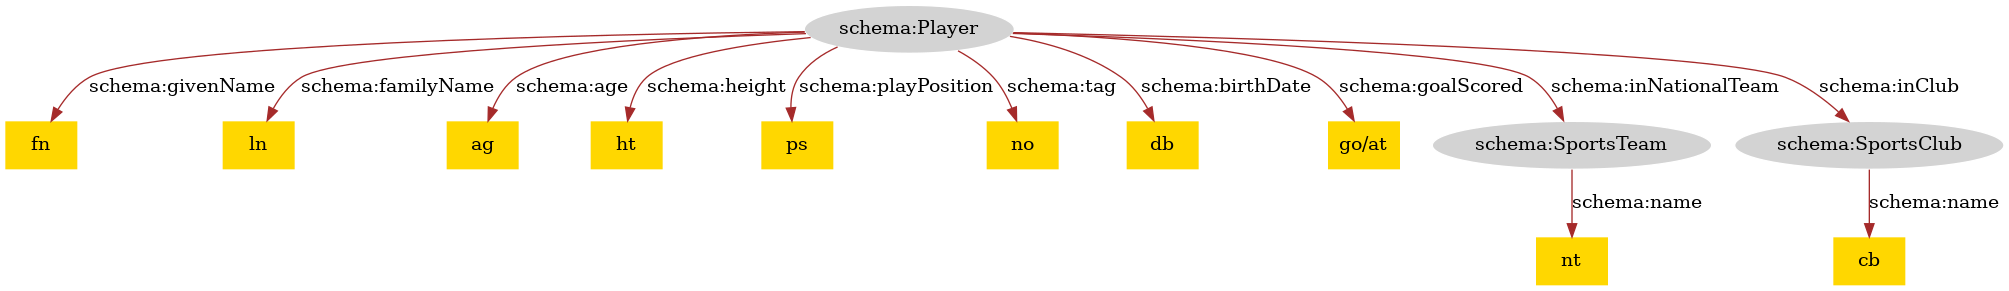 schema:Player
schema:givenName
schema:familyName
schema:age
schema:height
schema:playPosition
schema:tag
schema:birthDate
schema:goalScored
schema:inNationalTeam
schema:inClub
fn
ln
ag
ht
ps
no
db
go/at
schema:SportsTeam
schema:SportsClub
schema:name
schema:name
nt
cb